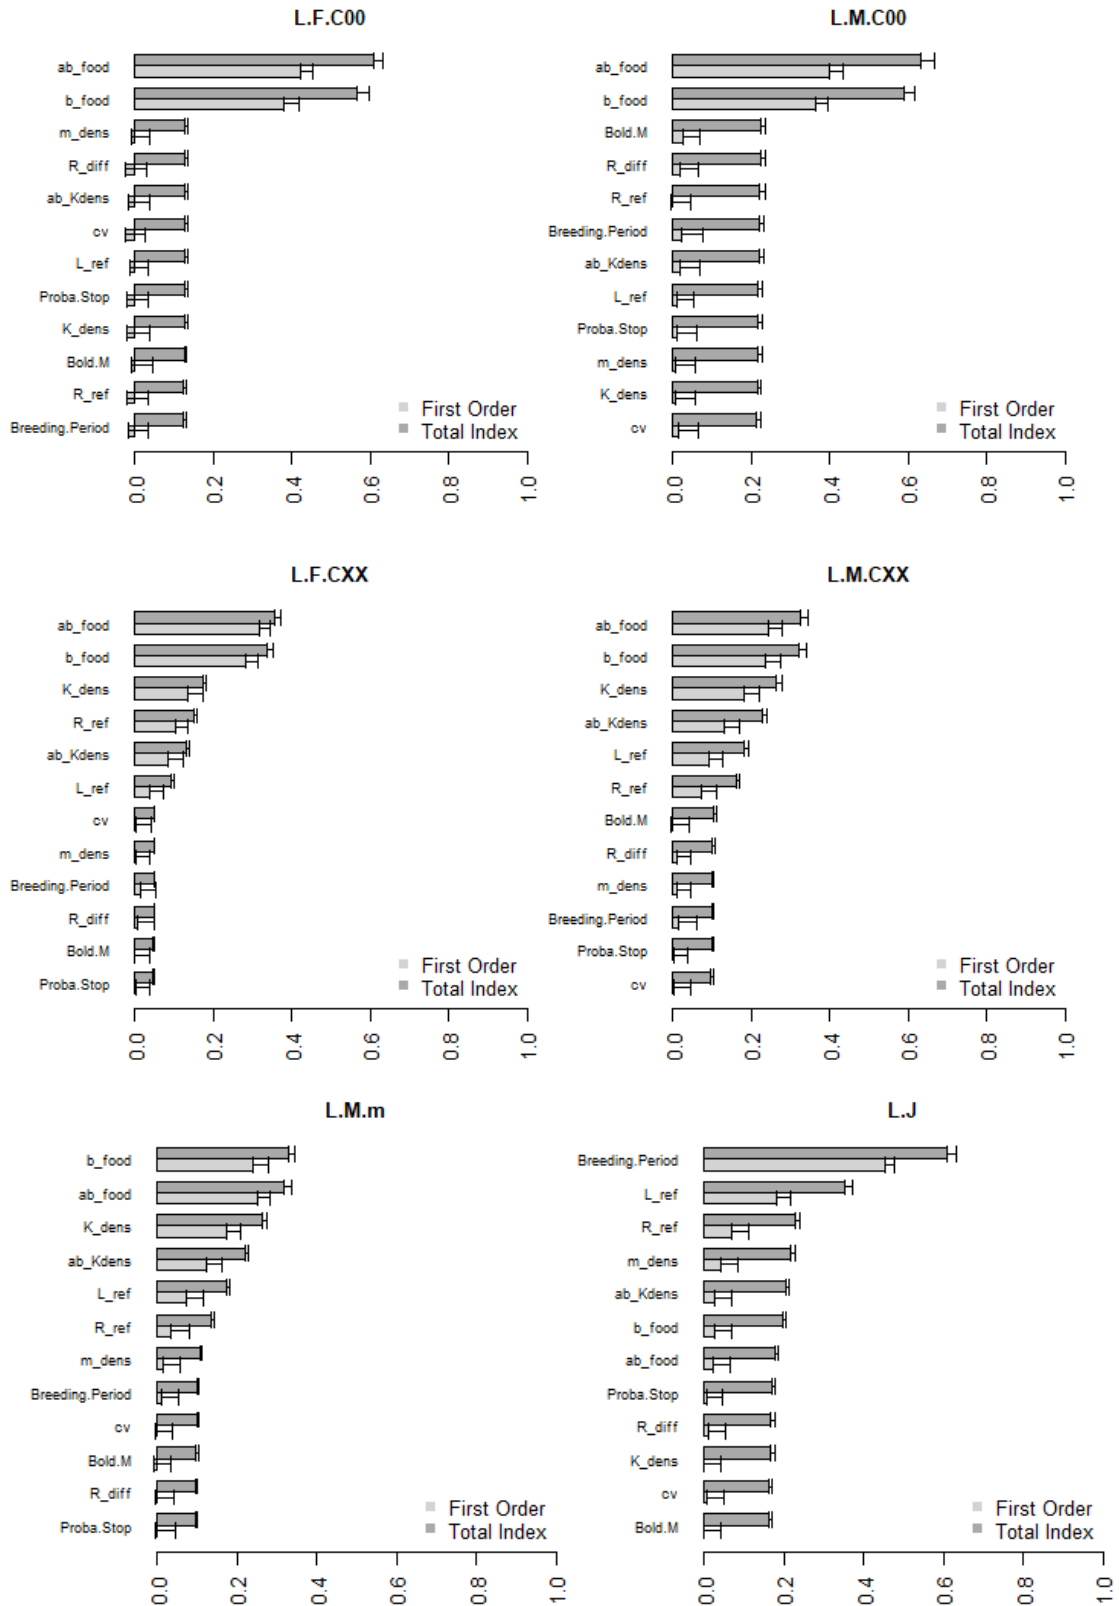 L.F.C00
ab_food
b_food
m_dens
R_diff
ab_Kdens
cv
L_ref
Proba.Stop
K_dens
Bold.M
R_ref
Breeding.Period
First Order
Total Index
0.0 0.2 0.4 0.6 0.8 1.0
L.M.C00
ab_food
b_food
Bold.M
R_diff
R_ref
Breeding.Period
ab_Kdens
L_ref
Proba.Stop
m_dens
K_dens
cv
First Order
Total Index
0.0 0.2 0.4 0.6 0.8 1.0
L.F.CXX
ab_food
b_food
K_dens
R_ref
ab_Kdens
L_ref
cv
m_dens
Breeding.Period
R_diff
Bold.M
Proba.Stop
First Order
Total Index
0.0 0.2 0.4 0.6 0.8 1.0
L.M.CXX
ab_food
b_food
K_dens
ab_Kdens
L_ref
R_ref
Bold.M
R_diff
m_dens
Breeding.Period
Proba.Stop
cv
First Order
Total Index
0.0 0.2 0.4 0.6 0.8 1.0
L.M.m
b_food
ab_food
K_dens
ab_Kdens
L_ref
R_ref
m_dens
Breeding.Period
cv
Bold.M
R_diff
Proba.Stop
First Order
Total Index
0.0 0.2 0.4 0.6 0.8 1.0
L.J
Breeding.Period
L_ref
R_ref
m_dens
ab_Kdens
b_food
ab_food
Proba.Stop
R_diff
K_dens
cv
Bold.M
First Order
Total Index
0.0 0.2 0.4 0.6 0.8 1.0